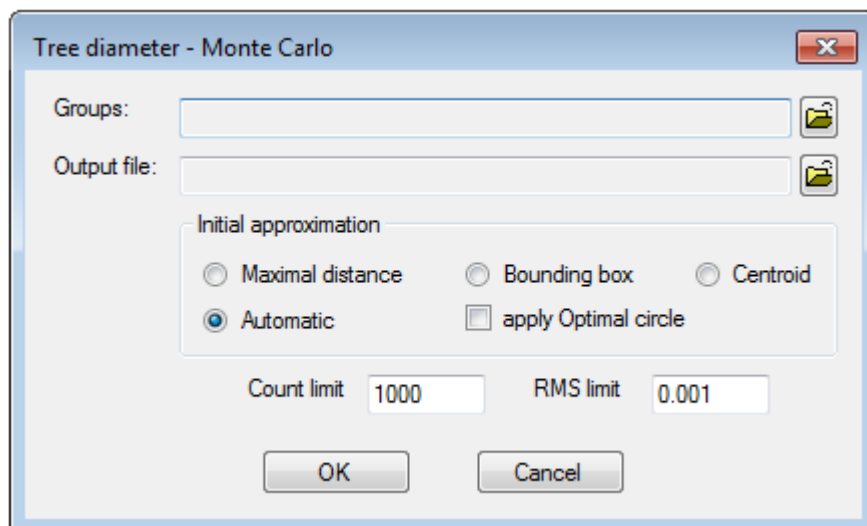 Tree diameter - Monte Carlo
Groups:
Output file:
Initial approximation
Maximal distance Bounding box Centroid
Automatic apply Optimal circle
Count limit 1000 RMS limit 0.001
OK Cancel